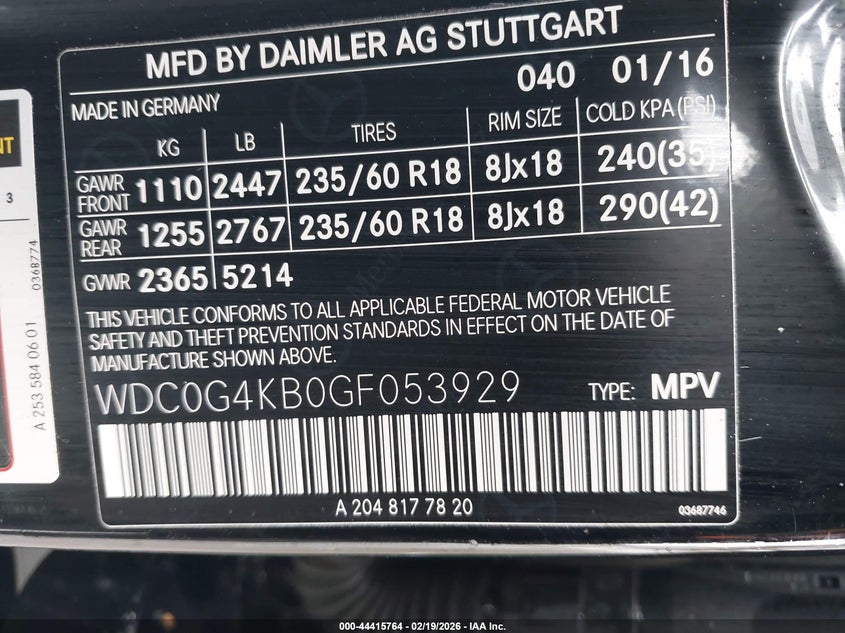 MFD BY DAIMLER AG STUTTGART
040 01/16
MADE IN GERMANY
KG LB TIRES RIM SIZE COLD KPA (PSI)
GAWR FRONT 1110 2447 235/60 R18 8Jx18 240(35)
GAWR REAR 1255 2767 235/60 R18 8Jx18 290(42)
GVWR 2365 5214
THIS VEHICLE CONFORMS TO ALL APPLICABLE FEDERAL MOTOR VEHICLE
SAFETY AND THEFT PREVENTION STANDARDS IN EFFECT ON THE DATE OF
MANUFACTURE SHOWN ABOVE.
WDC0G4KB0GF053929 TYPE: MPV
A 204 817 78 20 03687746
NT
3
A 253 584 06 01 0368774
000-44415764 - 02/19/2026 - IAA Inc.